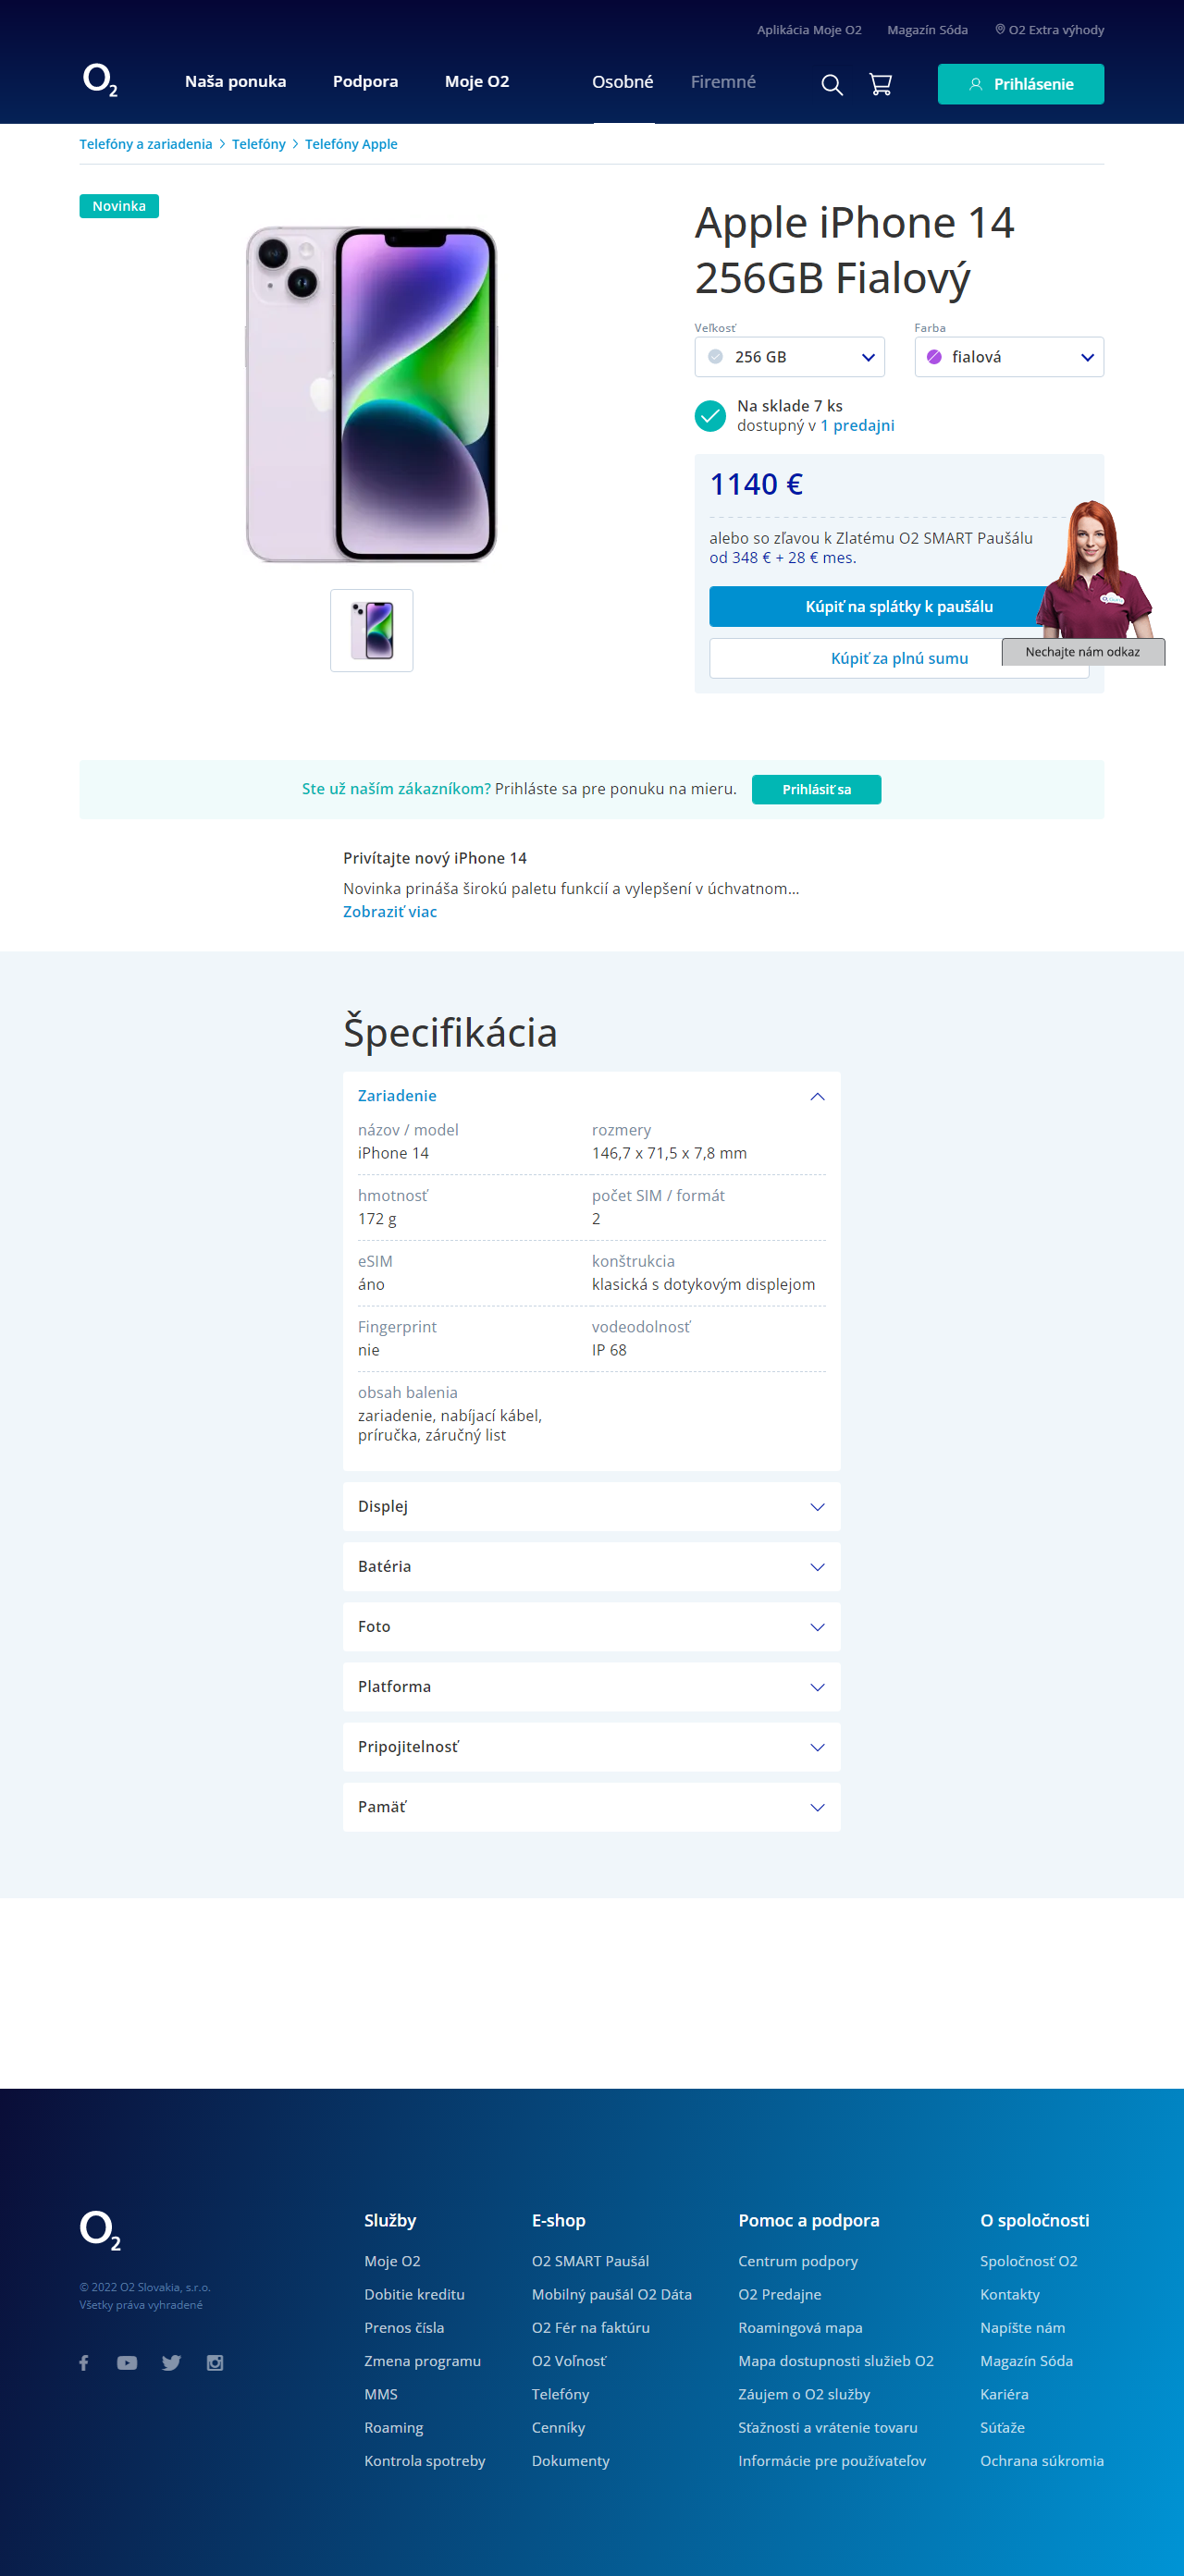 Aplikácia Moje O2
Magazín Sóda
O2 Extra výhody
O2
Naša ponuka
Podpora
Moje O2
Osobné
Firemné
Prihlásenie
Telefóny a zariadenia > Telefóny > Telefóny Apple
Novinka
Apple iPhone 14
256GB Fialový
Veľkosť
Farba
256 GB
fialová
Na sklade 7 ks
dostupný v 1 predajni
1140 €
alebo so zľavou k Zlatému O2 SMART Paušálu
od 348 € + 28 € mes.
Kúpiť na splátky k paušálu
Kúpiť za plnú sumu
Nechajte nám odkaz
Ste už naším zákazníkom? Prihláste sa pre ponuku na mieru.
Prihlásiť sa
Privítajte nový iPhone 14
Novinka prináša širokú paletu funkcií a vylepšení v úchvatnom...
Zobraziť viac
Špecifikácia
Zariadenie
názov / model
iPhone 14
rozmery
146,7 x 71,5 x 7,8 mm
hmotnosť
172 g
počet SIM / formát
2
eSIM
áno
konštrukcia
klasická s dotykovým displejom
Fingerprint
nie
vodeodolnosť
IP 68
obsah balenia
zariadenie, nabíjací kábel,
príručka, záručný list
Displej
Batéria
Foto
Platforma
Pripojitelnosť
Pamäť
O2
© 2022 O2 Slovakia, s.r.o.
Všetky práva vyhradené
Služby
Moje O2
Dobitie kreditu
Prenos čísla
Zmena programu
MMS
Roaming
Kontrola spotreby
E-shop
O2 SMART Paušál
Mobilný paušál O2 Dáta
O2 Fér na faktúru
O2 Voľnosť
Telefóny
Cenníky
Dokumenty
Pomoc a podpora
Centrum podpory
O2 Predajne
Roamingová mapa
Mapa dostupnosti služieb O2
Záujem o O2 služby
Sťažnosti a vrátenie tovaru
Informácie pre používateľov
O spoločnosti
Spoločnosť O2
Kontakty
Napíšte nám
Magazín Sóda
Kariéra
Súťaže
Ochrana súkromia